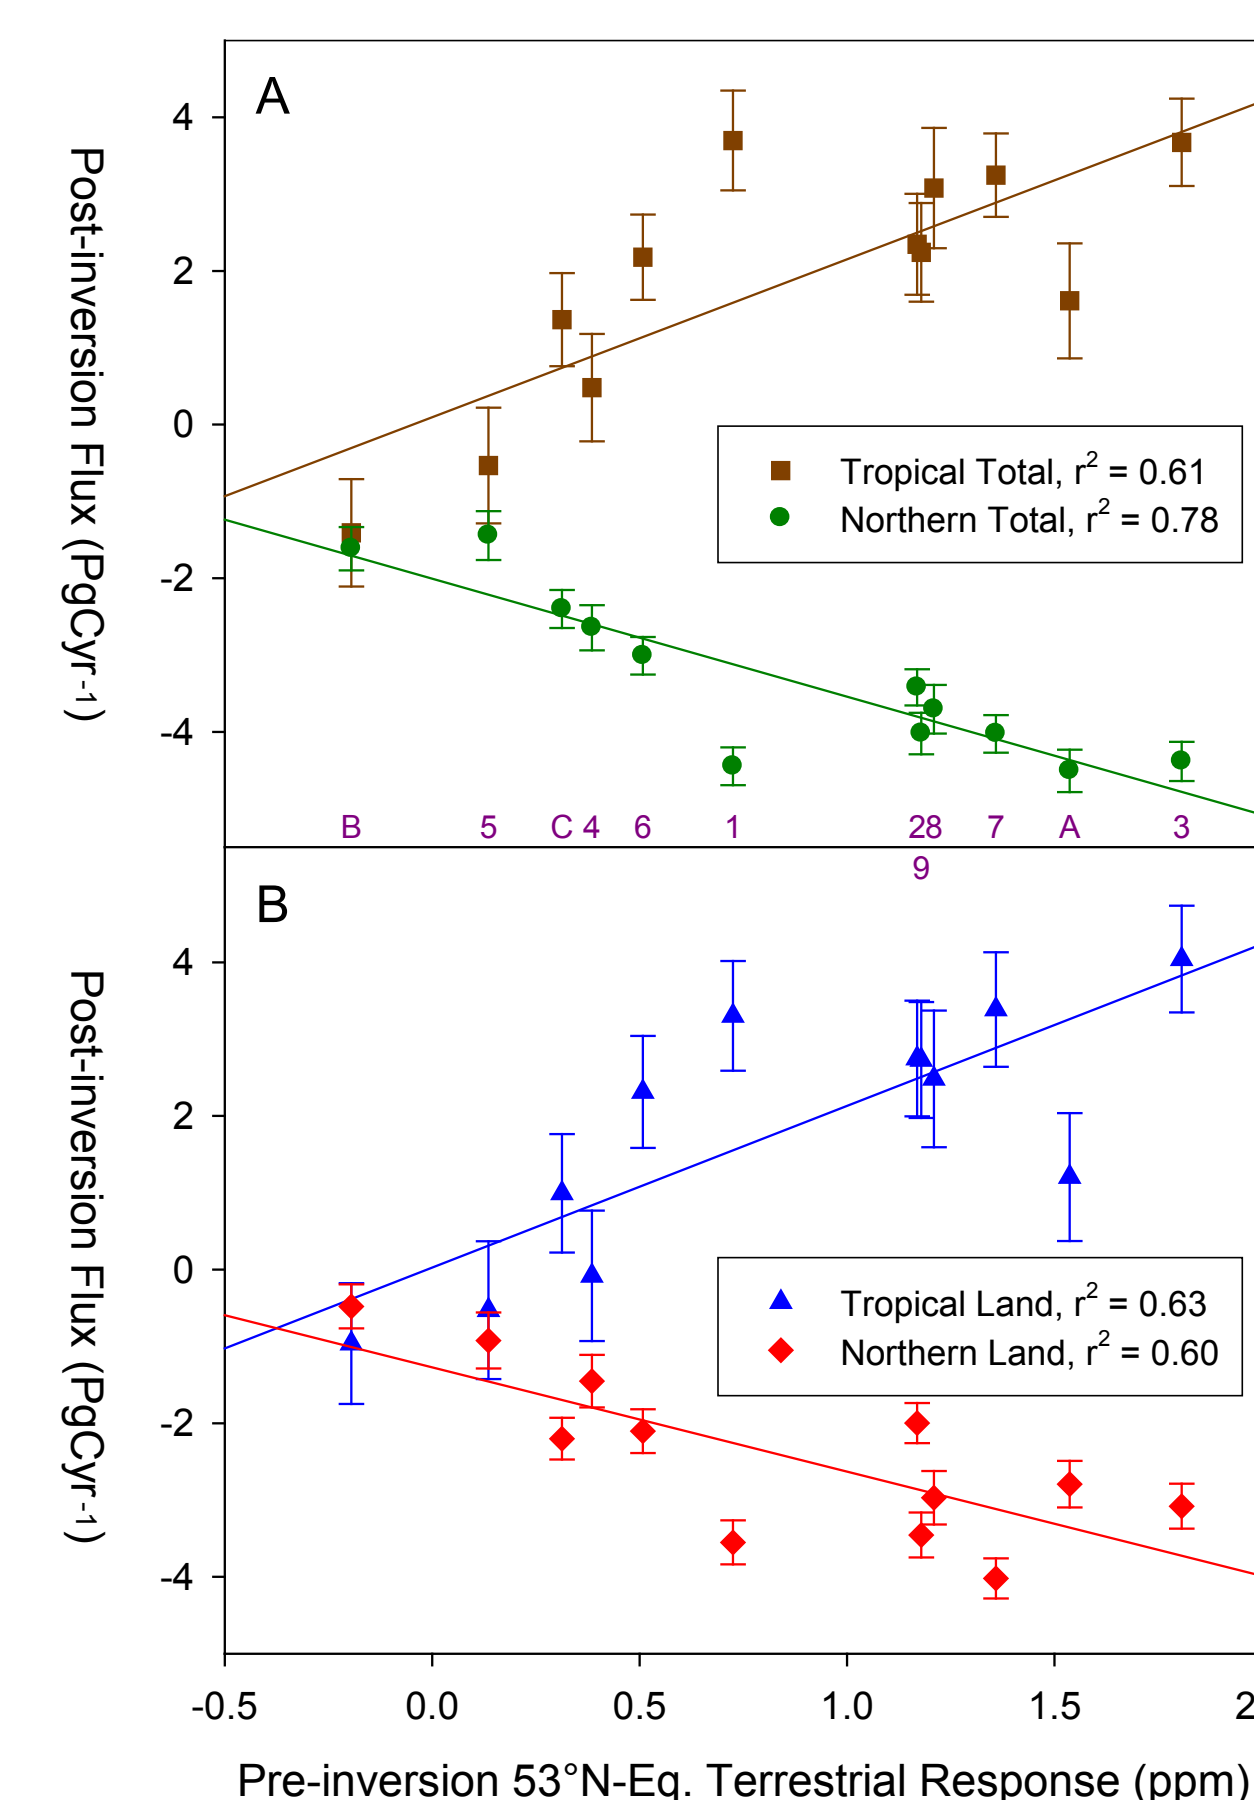 A
4
2
0
-2
-4
Post-inversion Flux (PgCyr-1)
Tropical Total, r2 = 0.61
Northern Total, r2 = 0.78
B 5 C 4 6 1 28 7 A 3
9
B
4
2
0
-2
-4
Post-inversion Flux (PgCyr-1)
Tropical Land, r2 = 0.63
Northern Land, r2 = 0.60
-0.5 0.0 0.5 1.0 1.5 2
Pre-inversion 53°N-Eq. Terrestrial Response (ppm)